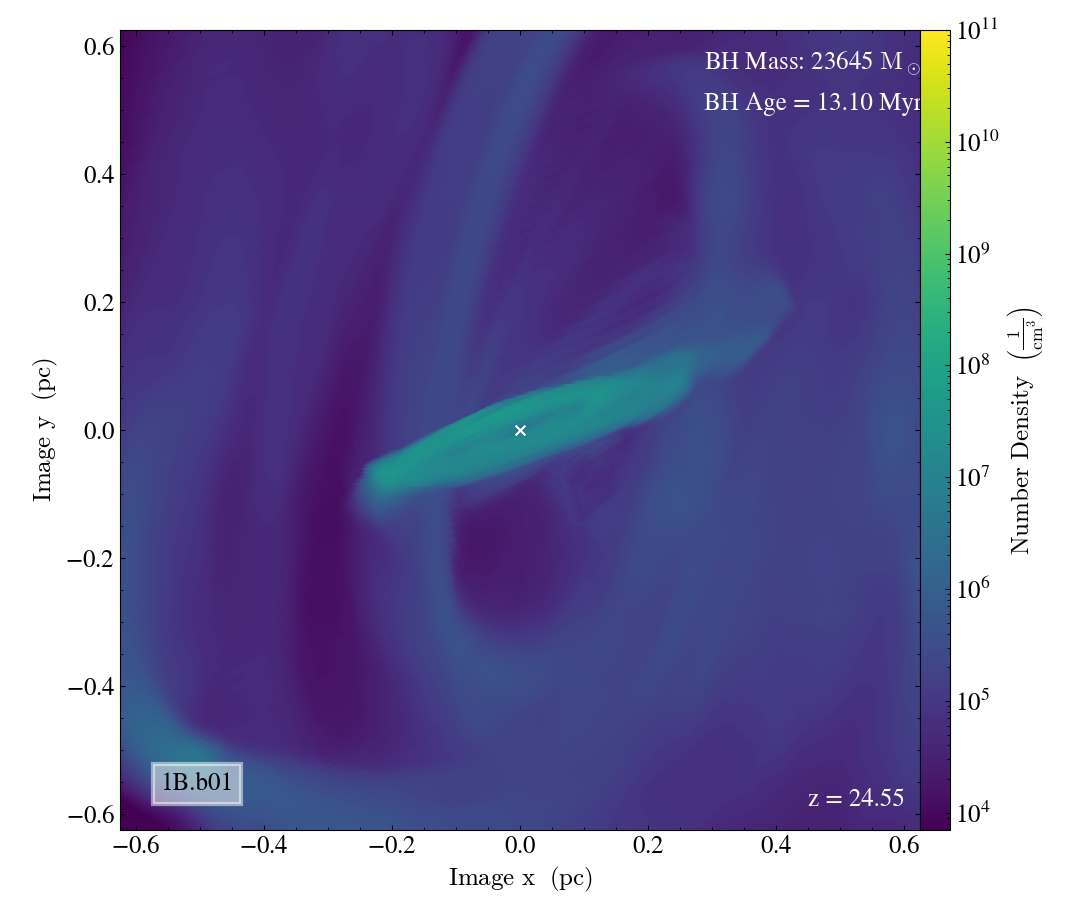 BH Mass: 23645 M☉
BH Age = 13.10 Myr
1B.b01
z = 24.55
0.6
0.4
0.2
0.0
−0.2
−0.4
−0.6
Image y (pc)
−0.6 −0.4 −0.2 0.0 0.2 0.4 0.6
Image x (pc)
10¹¹
10¹⁰
10⁹
10⁸
10⁷
10⁶
10⁵
10⁴
Number Density (1/cm³)